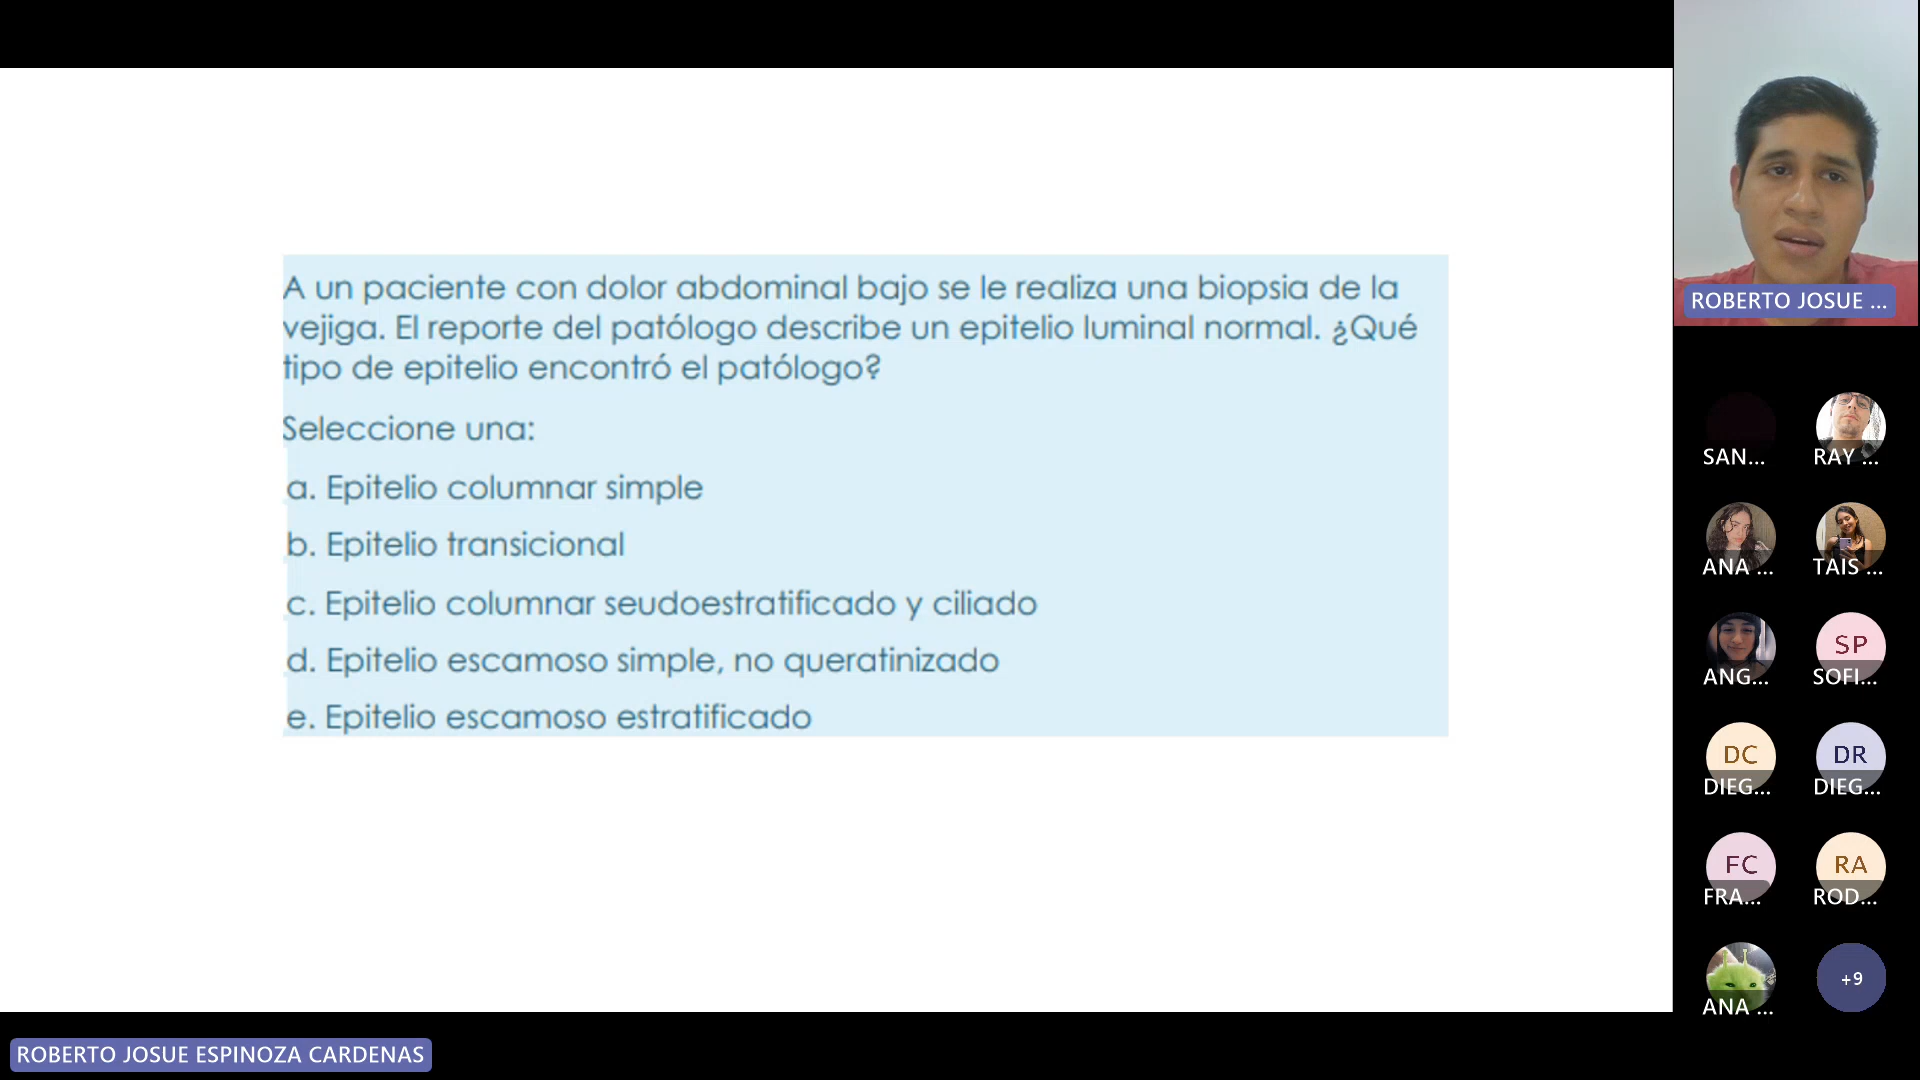 A un paciente con dolor abdominal bajo se le realiza una biopsia de la
vejiga. El reporte del patólogo describe un epitelio luminal normal. ¿Qué
tipo de epitelio encontró el patólogo?
Seleccione una:
a. Epitelio columnar simple
b. Epitelio transicional
c. Epitelio columnar seudoestratificado y ciliado
d. Epitelio escamoso simple, no queratinizado
e. Epitelio escamoso estratificado
ROBERTO JOSUE ...
SAN...
RAY ...
ANA ...
TAIS ...
ANG...
SP
SOFI...
DC
DIEG...
DR
DIEG...
FC
FRA...
RA
ROD...
ANA ...
+9
ROBERTO JOSUE ESPINOZA CARDENAS